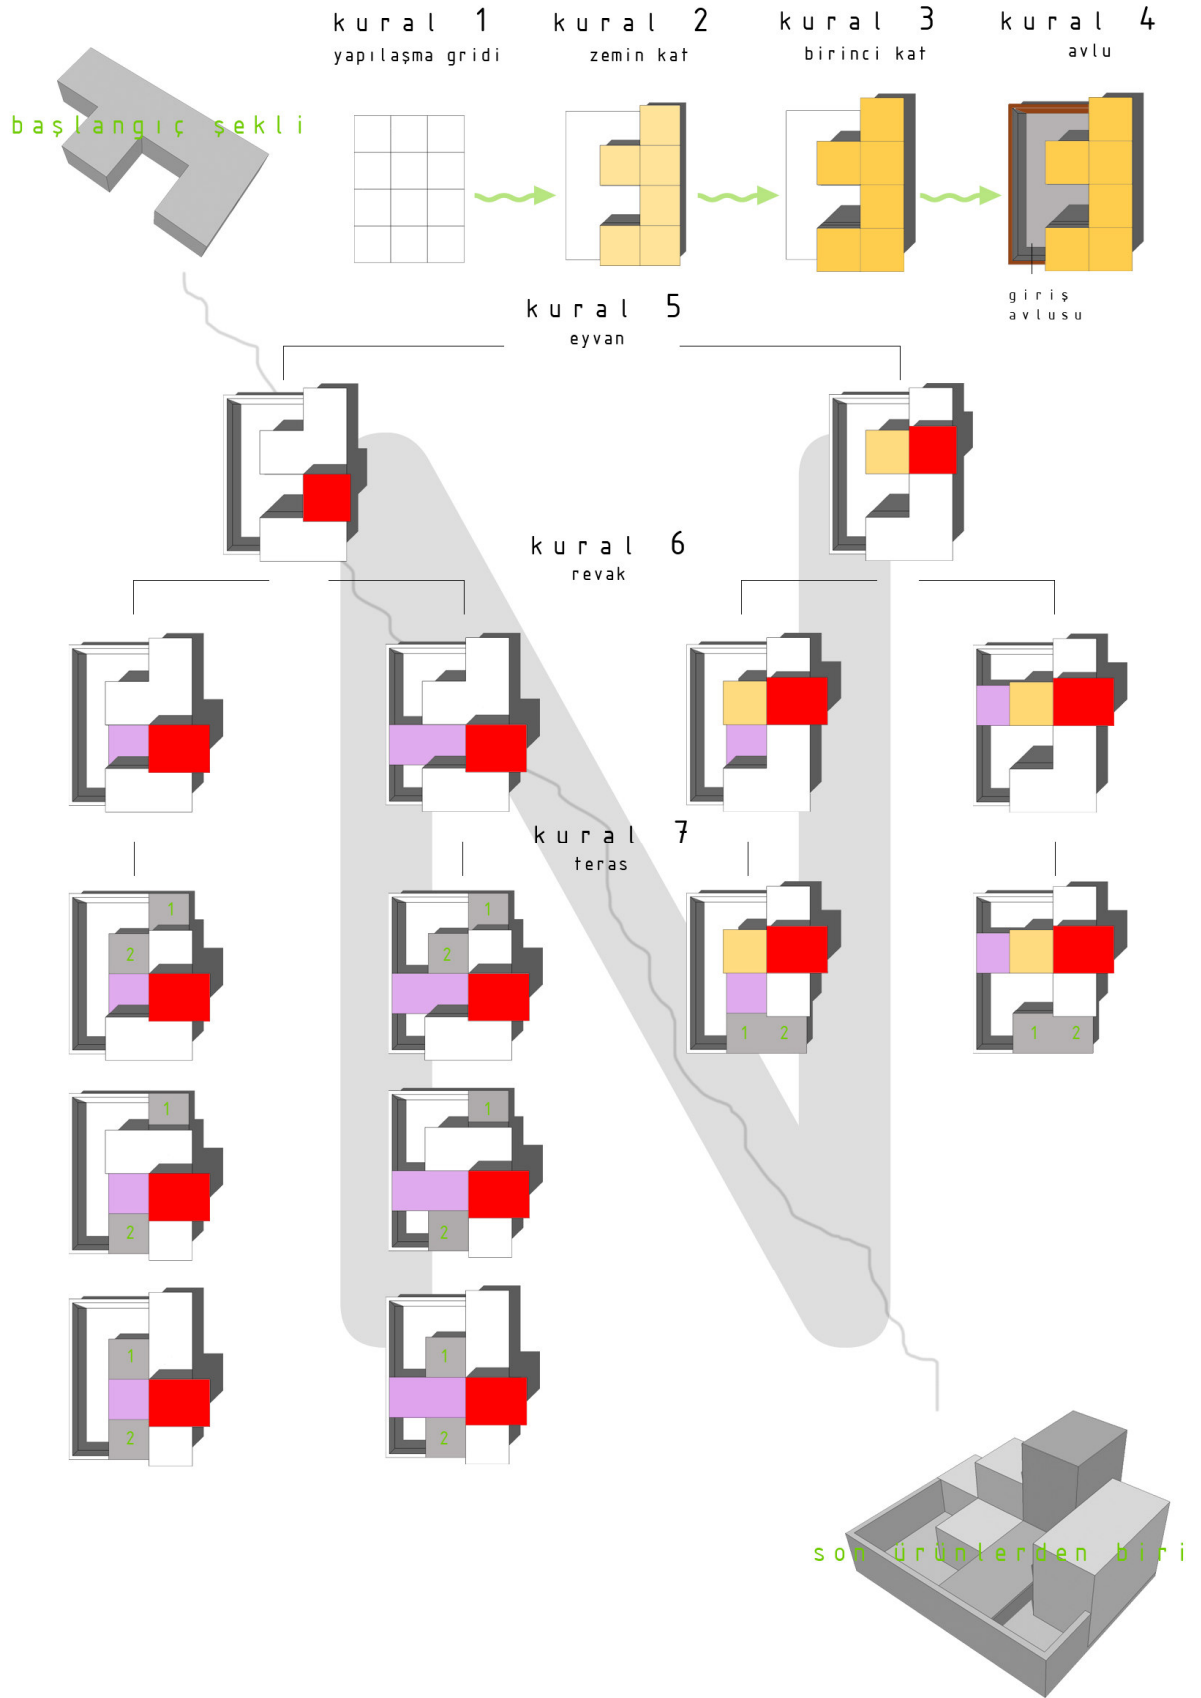 kural 1
yapılaşma gridi
kural 2
zemin kat
kural 3
birinci kat
kural 4
avlu
başlangıç şekli
giriş
avlusu
kural 5
eyvan
kural 6
revak
kural 7
teras
1
2
1
2
1 2
1 2
1
2
1
2
1
2
1
2
son ürünlerden biri